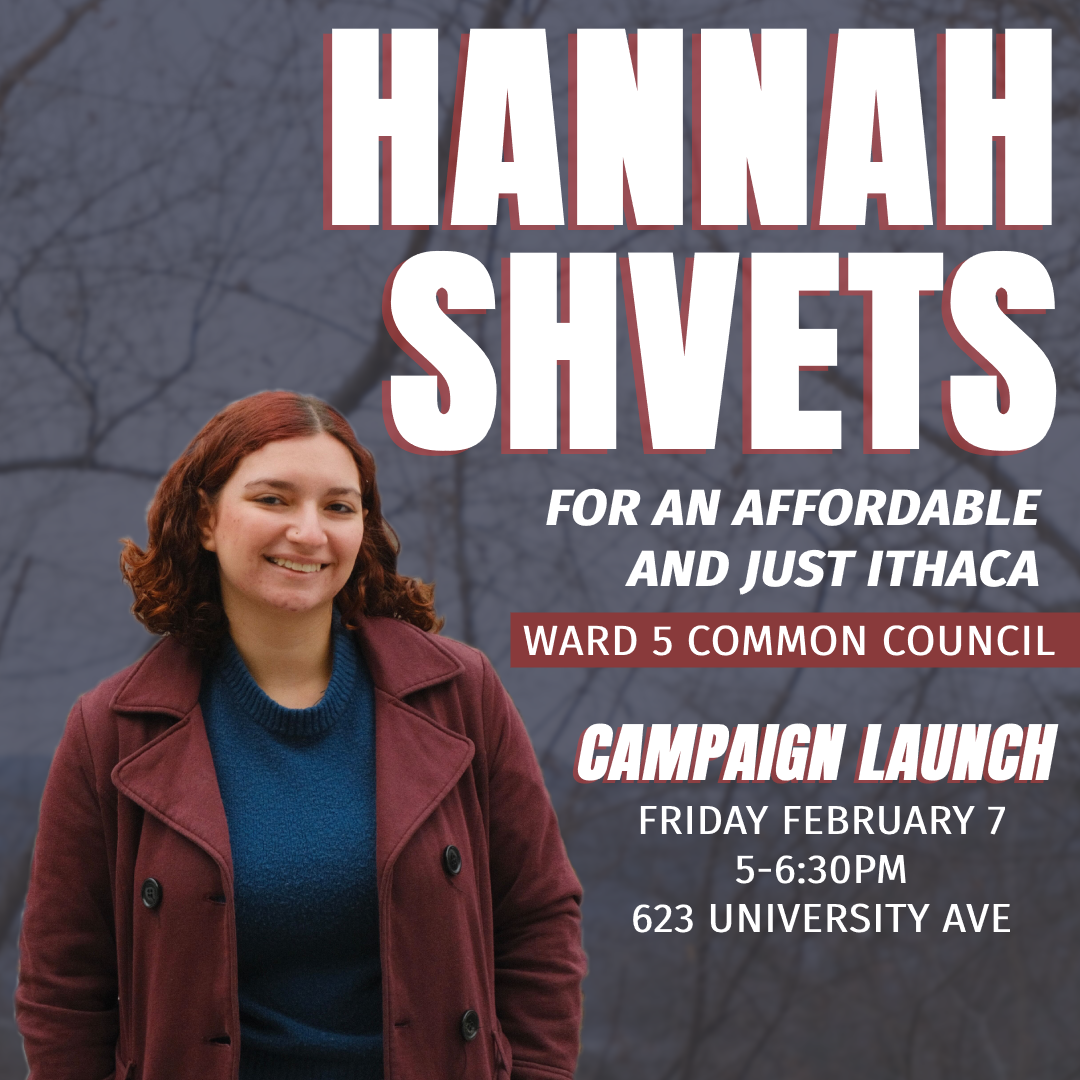 HANNAH
SHVETS
FOR AN AFFORDABLE
AND JUST ITHACA
WARD 5 COMMON COUNCIL
CAMPAIGN LAUNCH
FRIDAY FEBRUARY 7
5-6:30PM
623 UNIVERSITY AVE